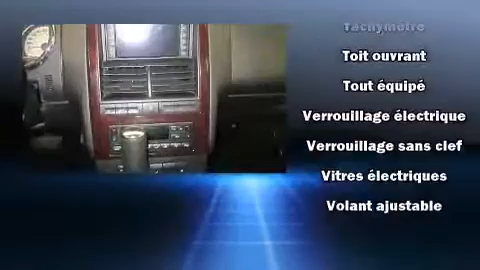 Tachymètre
Toit ouvrant
Tout équipé
Verrouillage électrique
Verrouillage sans clef
Vitres électriques
Volant ajustable